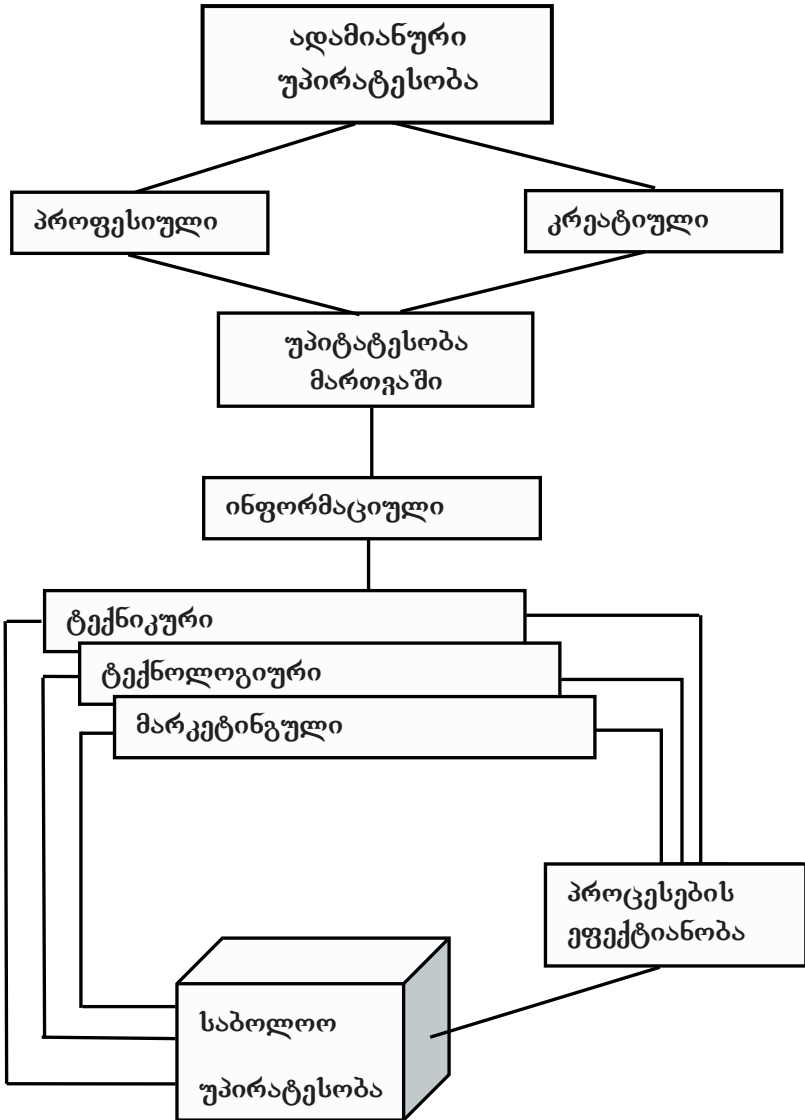 ადამიანური
უპირატესობა
პროფესიული
კრეატიული
უპიტატესობა
მართვაში
ინფორმაციული
ტექნიკური
ტექნოლოგიური
მარკეტინგული
პროცესების
ეფექტიანობა
საბოლოო
უპირატესობა